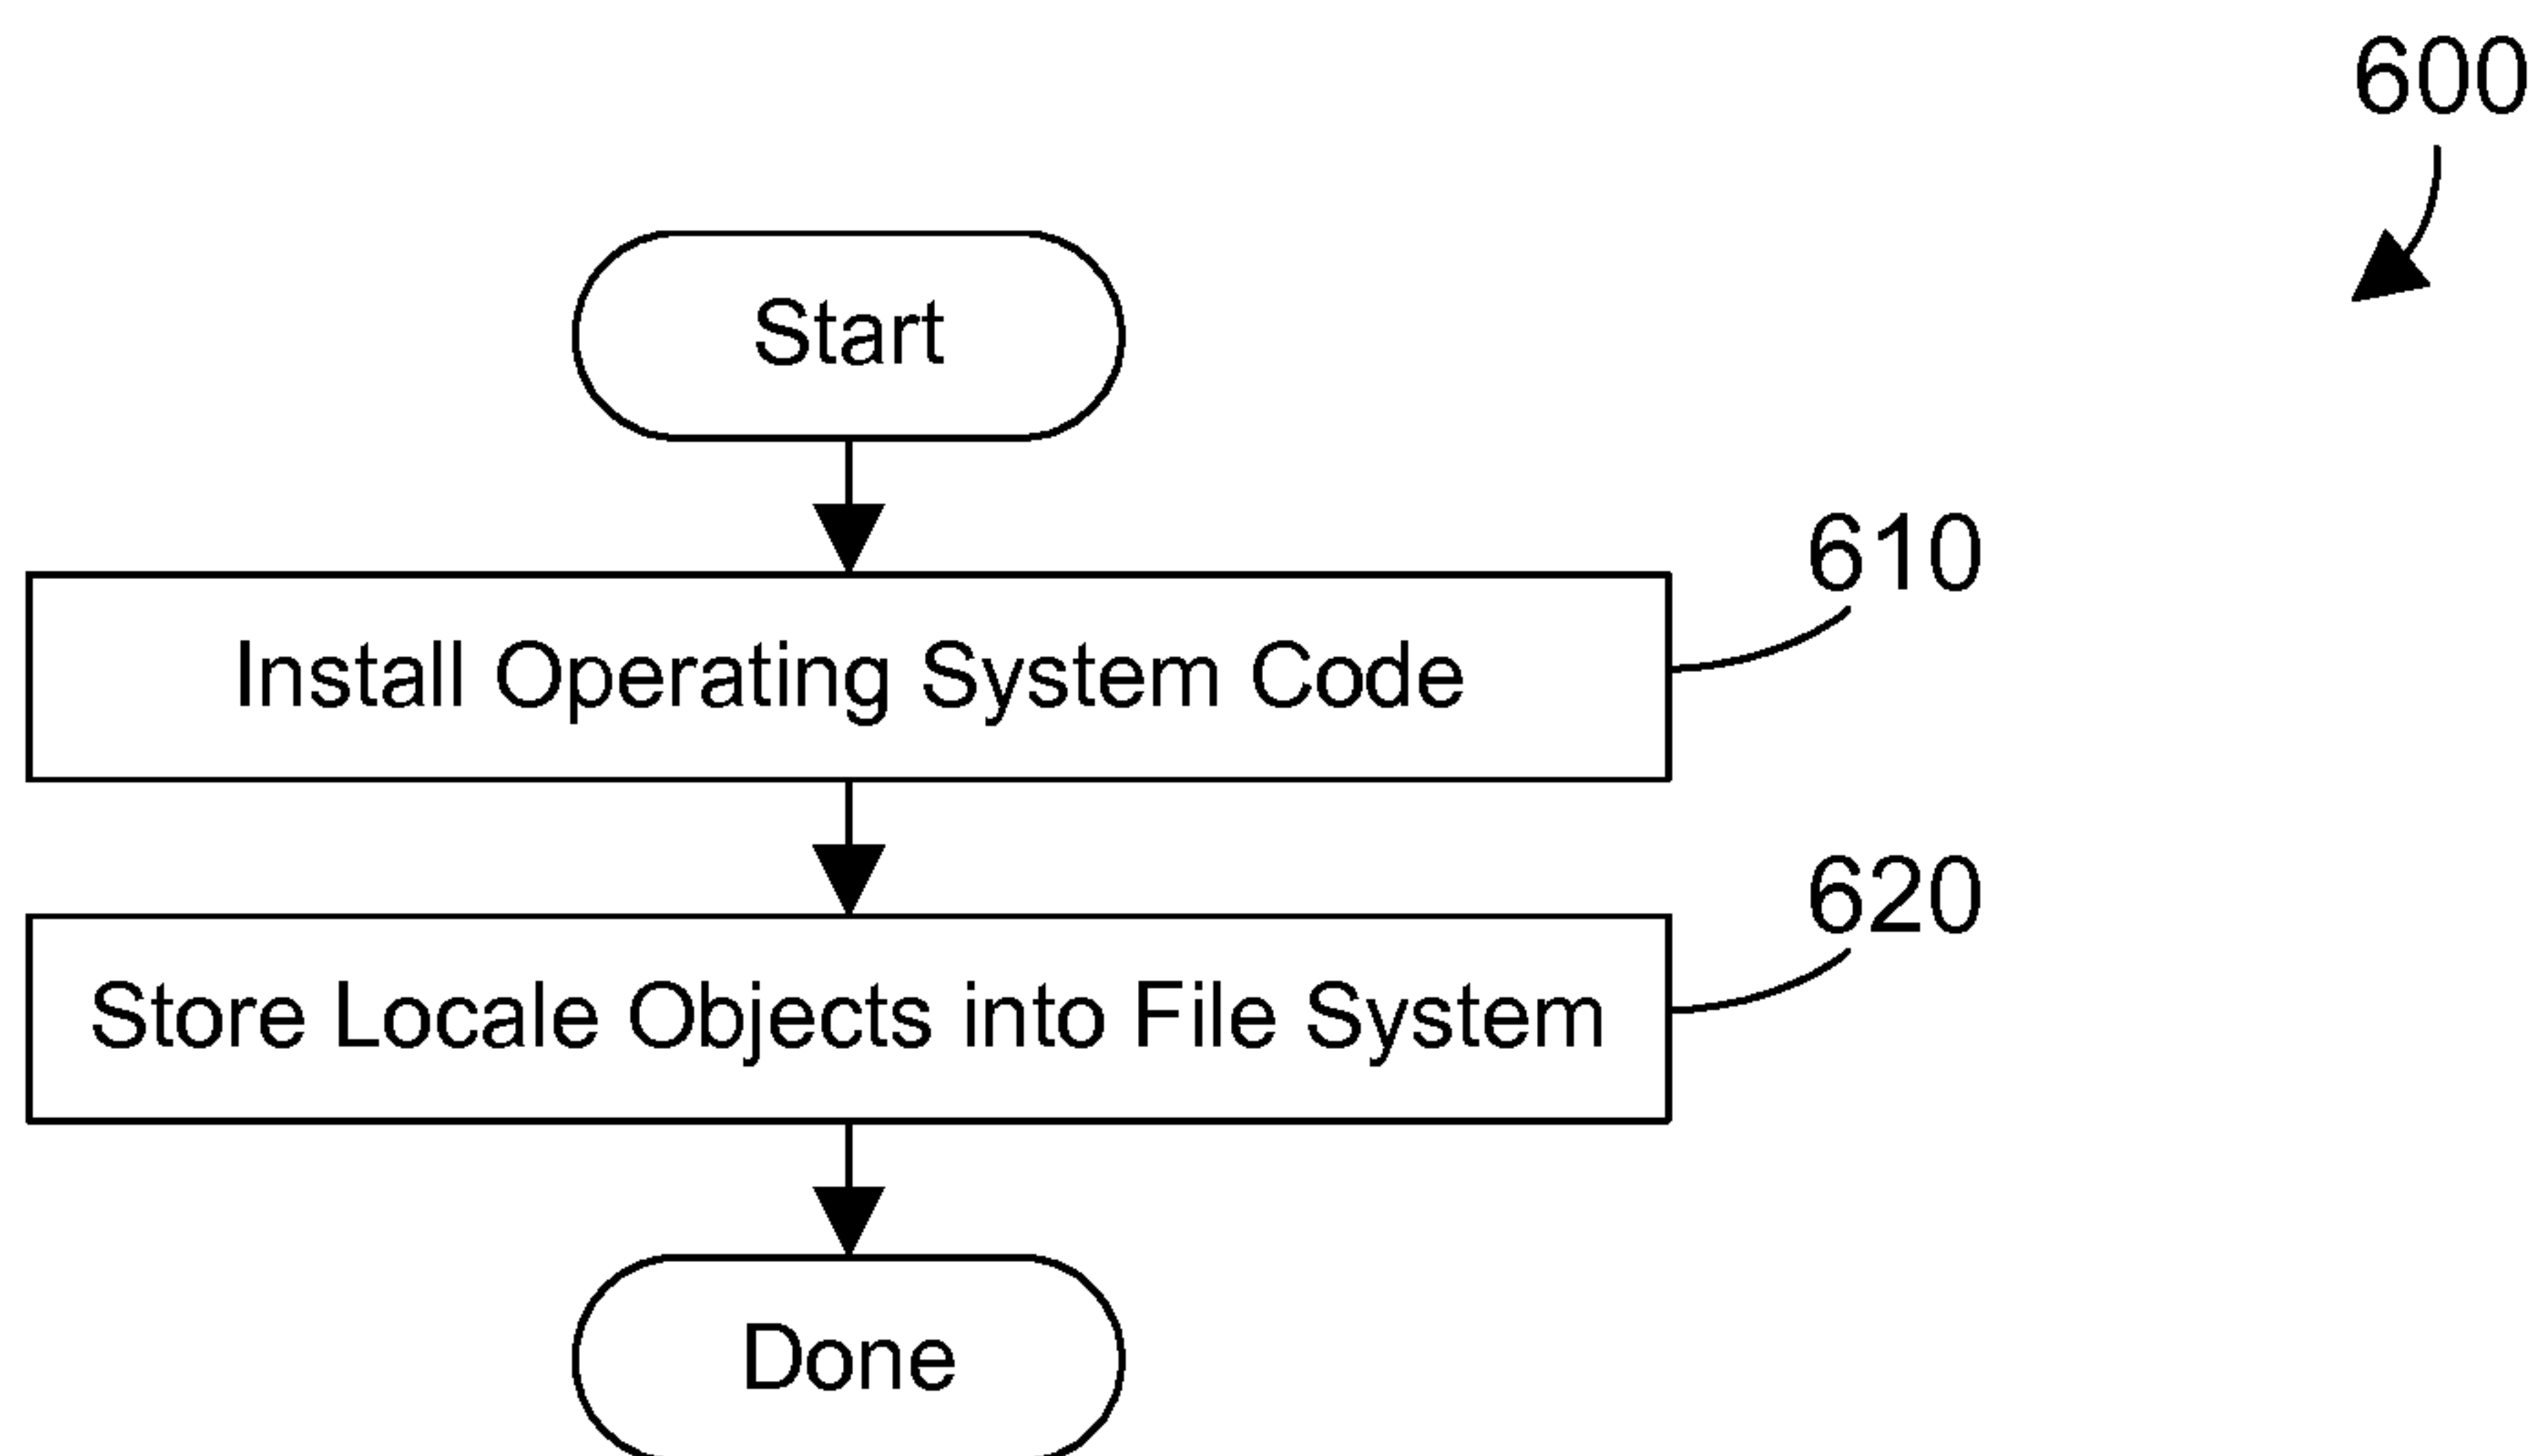 600
Start
610
Install Operating System Code
620
Store Locale Objects into File System
Done